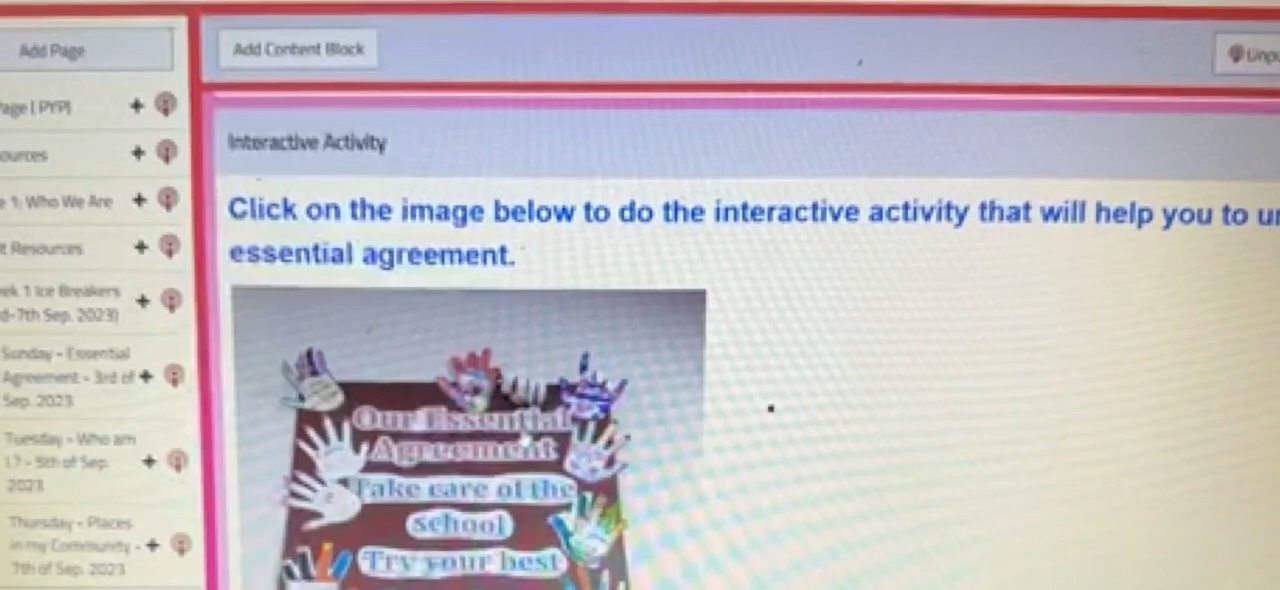 Add Page
Add Content Block
Page (PYP)
ources
e 1: Who We Are
t Resources
ek 1 Ice Breakers
d-7th Sep. 2023)
Sunday - Essential
Agreement - 3rd of
Sep. 2023
Tuesday - Who am
I? - 5th of Sep.
2023
Thursday - Places
in my Community -
7th of Sep. 2023
Interactive Activity
Click on the image below to do the interactive activity that will help you to
essential agreement.
Our Essential
Agreement
Take care of the
school
Try your best